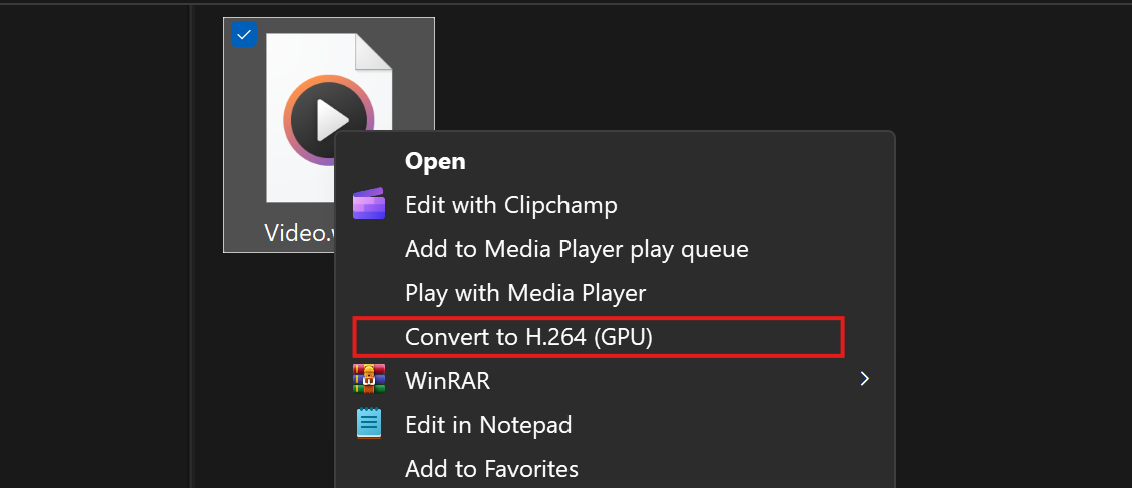 Video.
Open
Edit with Clipchamp
Add to Media Player play queue
Play with Media Player
Convert to H.264 (GPU)
WinRAR
Edit in Notepad
Add to Favorites